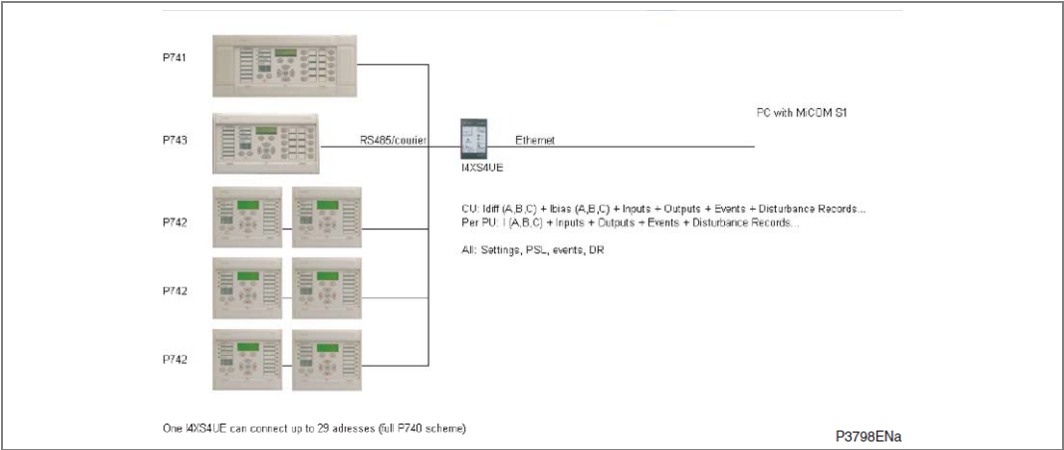 P741
P743
RS485/courier
Ethernet
PC with MiCOM S1
I4XS4UE
P742
CU: Idiff (A,B,C) + Ibias (A,B,C) + Inputs + Outputs + Events + Disturbance Records...
Per PU: I (A,B,C) + Inputs + Outputs + Events + Disturbance Records...
All: Settings, PSL, events, DR
P742
P742
One I4XS4UE can connect up to 29 adresses (full P740 scheme)
P3798ENa